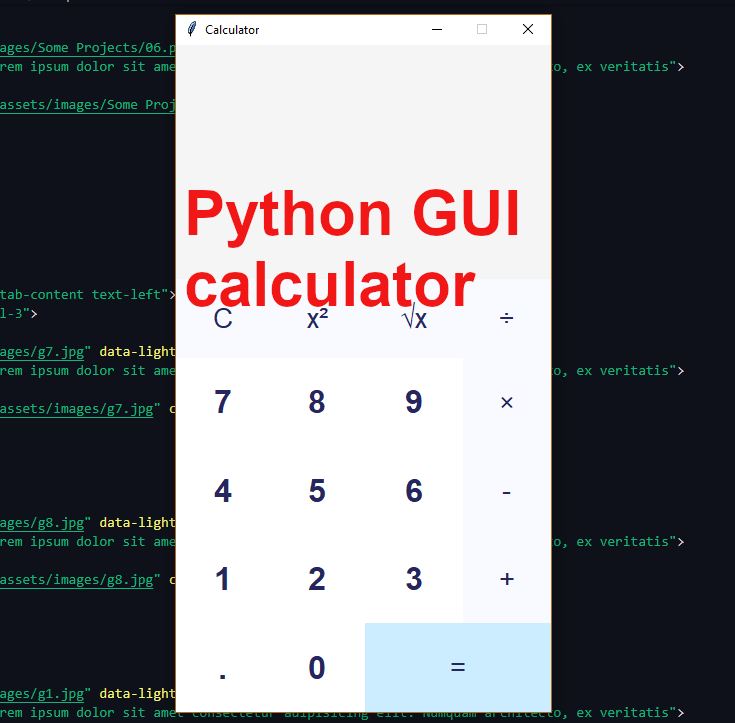 Calculator
ages/Some Projects/06.p
rem ipsum dolor sit ame o, ex veritatis">
assets/images/Some Proj
Python GUI
calculator
tab-content text-left">
l-3">
C x² √x ÷
ages/g7.jpg" data-light
rem ipsum dolor sit ame o, ex veritatis">
7 8 9 ×
assets/images/g7.jpg" c
4 5 6 -
ages/g8.jpg" data-light
rem ipsum dolor sit ame o, ex veritatis">
1 2 3 +
assets/images/g8.jpg" c
. 0 =
ages/g1.jpg" data-light
rem ipsum dolor sit amet consectetur adipisicing elit. Numquam architecto, ex veritatis">